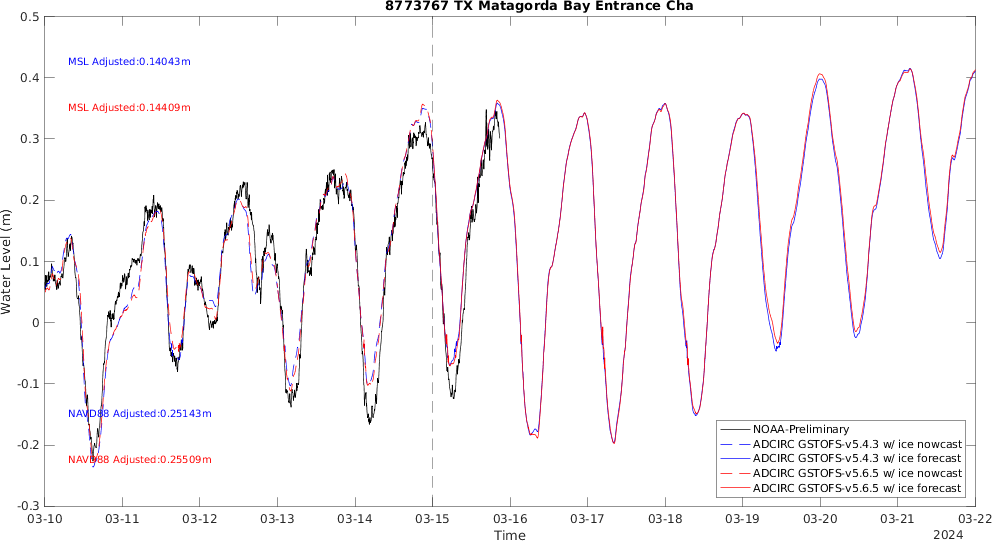 8773767 TX Matagorda Bay Entrance Cha
0.5
0.4
0.3
0.2
0.1
0
-0.1
-0.2
-0.3
Water Level (m)
MSL Adjusted:0.14043m
MSL Adjusted:0.14409m
NAVD88 Adjusted:0.25143m
NAVD88 Adjusted:0.25509m
NOAA-Preliminary
ADCIRC GSTOFS-v5.4.3 w/ ice nowcast
ADCIRC GSTOFS-v5.4.3 w/ ice forecast
ADCIRC GSTOFS-v5.6.5 w/ ice nowcast
ADCIRC GSTOFS-v5.6.5 w/ ice forecast
03-10 03-11 03-12 03-13 03-14 03-15 03-16 03-17 03-18 03-19 03-20 03-21 03-22
Time
2024